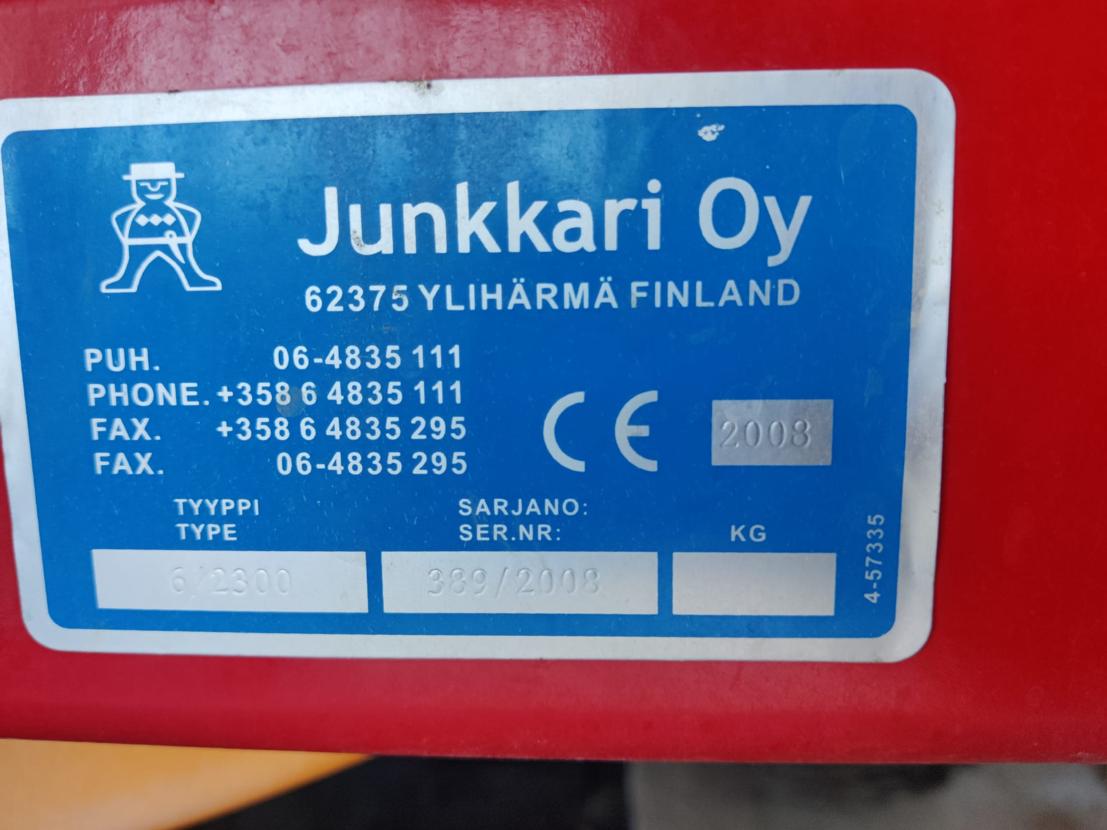 Junkkari Oy
62375 YLIHÄRMÄ FINLAND
PUH. 06-4835 111
PHONE. +358 6 4835 111
FAX. +358 6 4835 295
FAX. 06-4835 295
CE 2008
TYYPPI SARJANO:
TYPE SER.NR: KG
6/2300 389/2008
4-57335